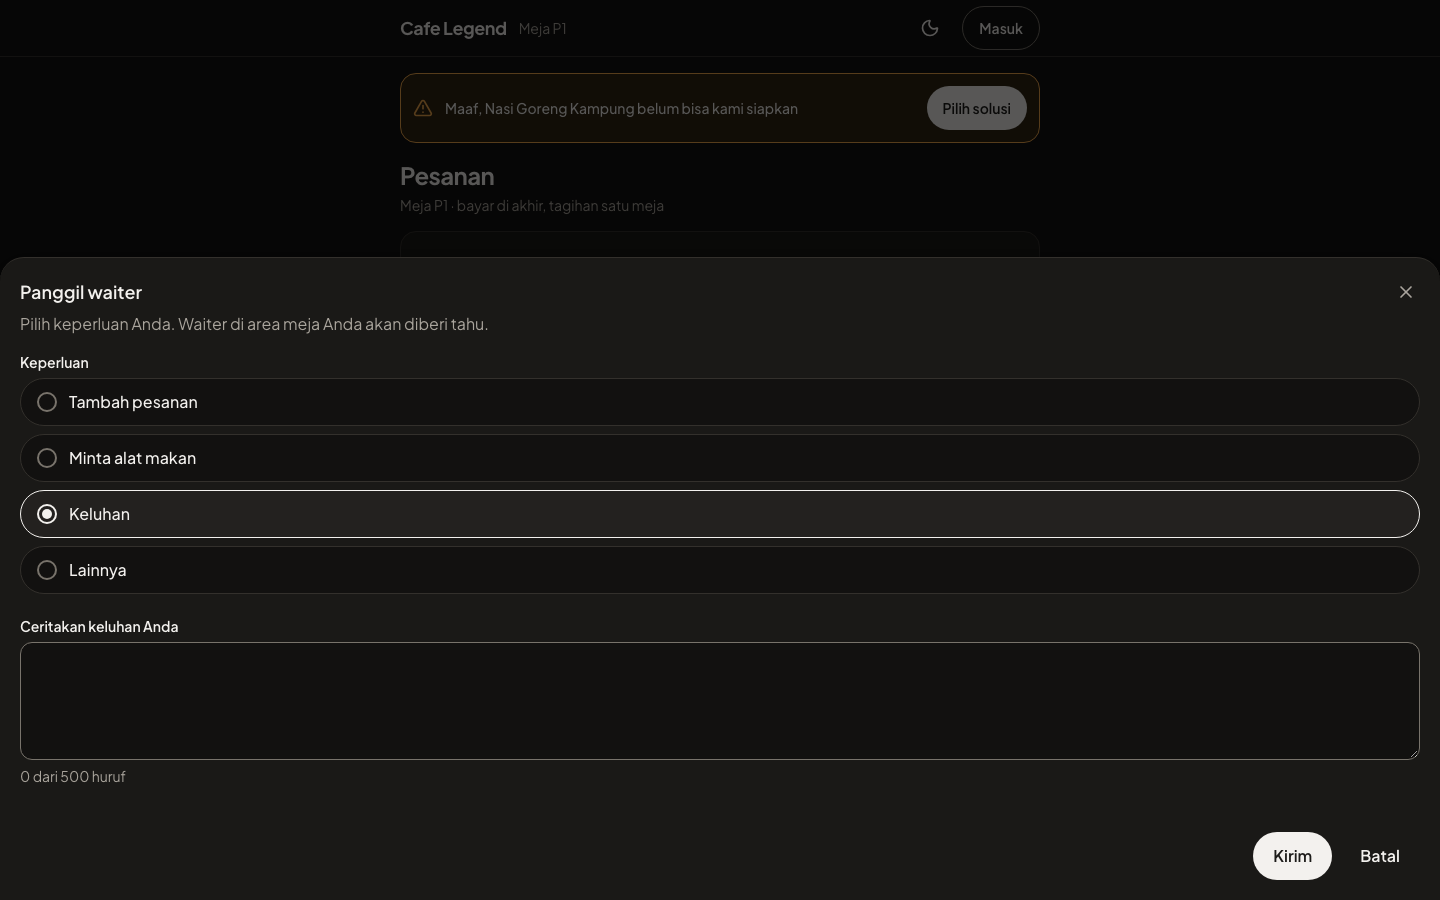 Cafe Legend Meja P1 Masuk
Maaf, Nasi Goreng Kampung belum bisa kami siapkan Pilih solusi
Pesanan
Meja P1 · bayar di akhir, tagihan satu meja
Panggil waiter
Pilih keperluan Anda. Waiter di area meja Anda akan diberi tahu.
Keperluan
Tambah pesanan
Minta alat makan
Keluhan
Lainnya
Ceritakan keluhan Anda
0 dari 500 huruf
Kirim Batal